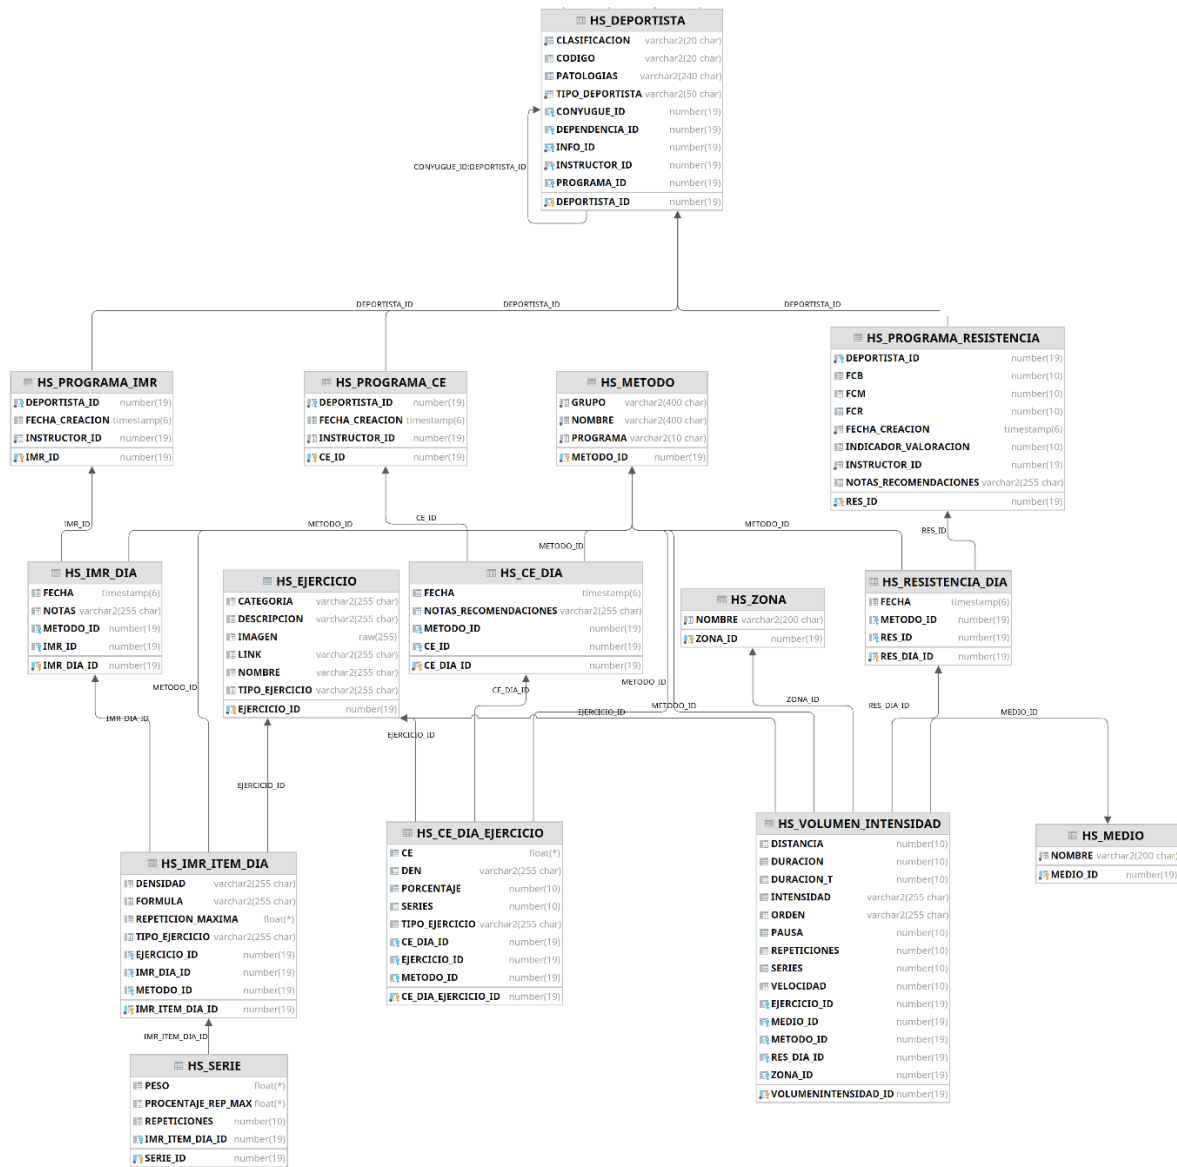 HS_DEPORTISTA
CLASIFICACION varchar2(20 char)
CODIGO varchar2(20 char)
PATOLOGIAS varchar2(240 char)
TIPO_DEPORTISTA varchar2(50 char)
CONYUGUE_ID number(19)
DEPENDENCIA_ID number(19)
INFO_ID number(19)
INSTRUCTOR_ID number(19)
PROGRAMA_ID number(19)
DEPORTISTA_ID number(19)
CONYUGUE_ID:DEPORTISTA_ID
DEPORTISTA_ID
DEPORTISTA_ID
DEPORTISTA_ID
HS_PROGRAMA_IMR
DEPORTISTA_ID number(19)
FECHA_CREACION timestamp(6)
INSTRUCTOR_ID number(19)
IMR_ID number(19)
HS_PROGRAMA_CE
DEPORTISTA_ID number(19)
FECHA_CREACION timestamp(6)
INSTRUCTOR_ID number(19)
CE_ID number(19)
HS_METODO
GRUPO varchar2(400 char)
NOMBRE varchar2(400 char)
PROGRAMA varchar2(10 char)
METODO_ID number(19)
HS_PROGRAMA_RESISTENCIA
DEPORTISTA_ID number(19)
FCB number(10)
FCM number(10)
FCR number(10)
FECHA_CREACION timestamp(6)
INDICADOR_VALORACION number(10)
INSTRUCTOR_ID number(19)
NOTAS_RECOMENDACIONES varchar2(255 char)
RES_ID number(19)
IMR_ID
METODO_ID
CE_ID
METODO_ID
METODO_ID
RES_ID
HS_IMR_DIA
FECHA timestamp(6)
NOTAS varchar2(255 char)
METODO_ID number(19)
IMR_ID number(19)
IMR_DIA_ID number(19)
HS_EJERCICIO
CATEGORIA varchar2(255 char)
DESCRIPCION varchar2(255 char)
IMAGEN raw(255)
LINK varchar2(255 char)
NOMBRE varchar2(255 char)
TIPO_EJERCICIO varchar2(255 char)
EJERCICIO_ID number(19)
HS_CE_DIA
FECHA timestamp(6)
NOTAS_RECOMENDACIONES varchar2(255 char)
METODO_ID number(19)
CE_ID number(19)
CE_DIA_ID number(19)
HS_ZONA
NOMBRE varchar2(200 char)
ZONA_ID number(19)
HS_RESISTENCIA_DIA
FECHA timestamp(6)
METODO_ID number(19)
RES_ID number(19)
RES_DIA_ID number(19)
METODO_ID
IMR_DIA_ID
EJERCICIO_ID
CE_DIA_ID
EJERCICIO_ID
METODO_ID
EJERCICIO_ID
METODO_ID
ZONA_ID
RES_DIA_ID
MEDIO_ID
HS_IMR_ITEM_DIA
DENSIDAD varchar2(255 char)
FORMULA varchar2(255 char)
REPETICION_MAXIMA float(*)
TIPO_EJERCICIO varchar2(255 char)
EJERCICIO_ID number(19)
IMR_DIA_ID number(19)
METODO_ID number(19)
IMR_ITEM_DIA_ID number(19)
HS_CE_DIA_EJERCICIO
CE float(*)
DEN varchar2(255 char)
PORCENTAJE number(10)
SERIES number(10)
TIPO_EJERCICIO varchar2(255 char)
CE_DIA_ID number(19)
EJERCICIO_ID number(19)
METODO_ID number(19)
CE_DIA_EJERCICIO_ID number(19)
HS_VOLUMEN_INTENSIDAD
DISTANCIA number(10)
DURACION number(10)
DURACION_T number(10)
INTENSIDAD varchar2(255 char)
ORDEN varchar2(255 char)
PAUSA number(10)
REPETICIONES number(10)
SERIES number(10)
VELOCIDAD number(10)
EJERCICIO_ID number(19)
MEDIO_ID number(19)
METODO_ID number(19)
RES_DIA_ID number(19)
ZONA_ID number(19)
VOLUMENINTENSIDAD_ID number(19)
HS_MEDIO
NOMBRE varchar2(200 char)
MEDIO_ID number(19)
IMR_ITEM_DIA_ID
HS_SERIE
PESO float(*)
PROCENTAJE_REP_MAX float(*)
REPETICIONES number(10)
IMR_ITEM_DIA_ID number(19)
SERIE_ID number(19)